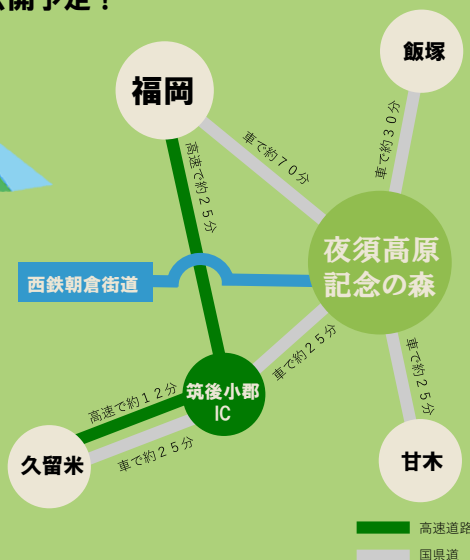 開予定！
福岡
飯塚
高速で約２５分
車で約７０分
車で約３０分
夜須高原
記念の森
西鉄朝倉街道
車で約２５分
車で約２５分
筑後小郡
IC
高速で約１２分
車で約２５分
久留米
甘木
高速道路
国県道